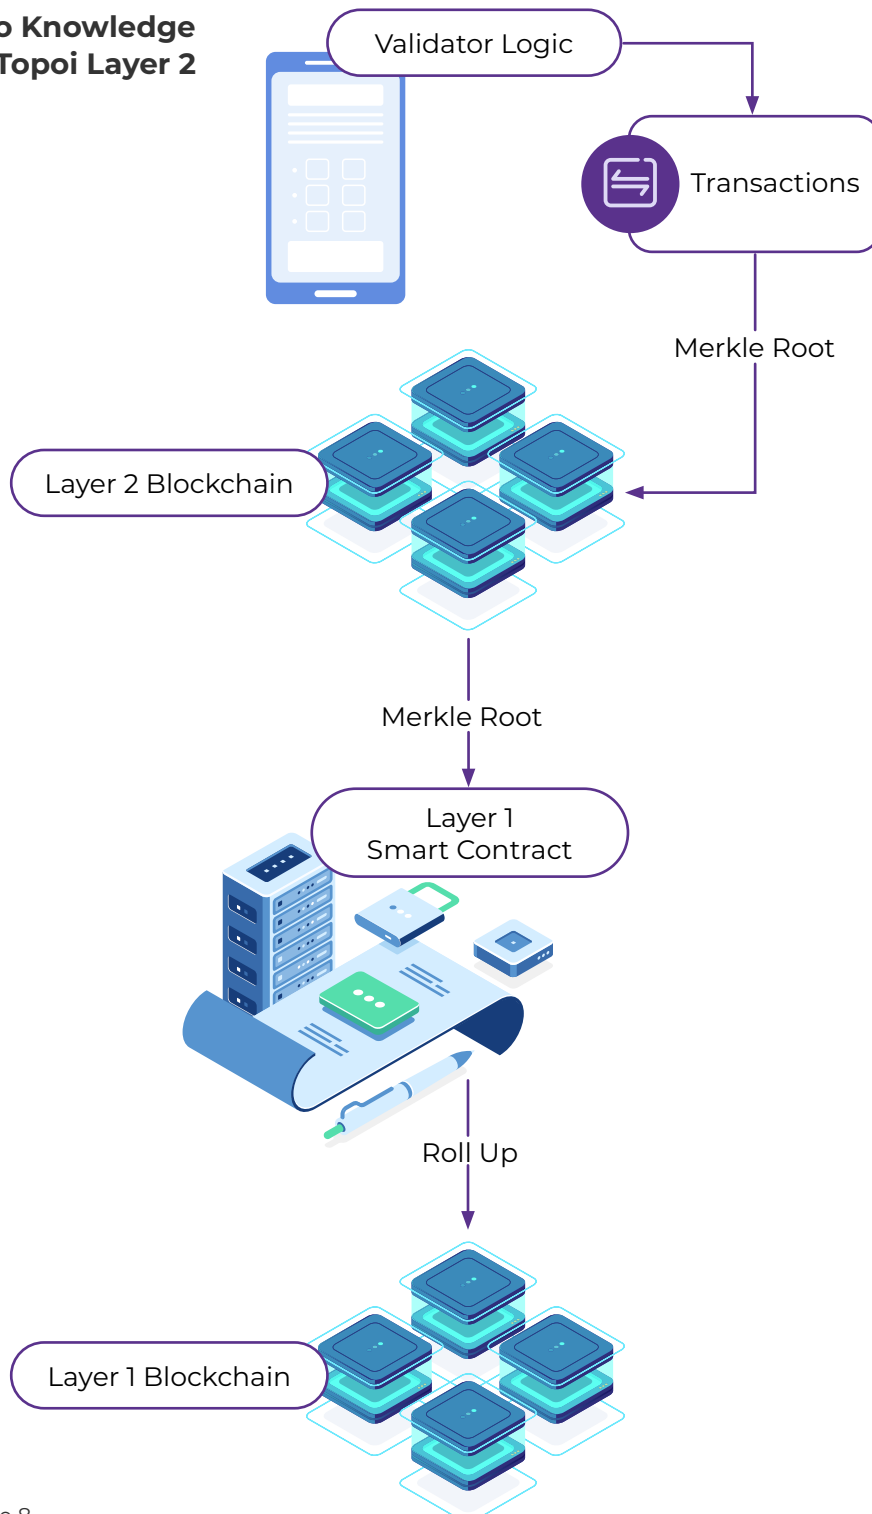 o Knowledge
Topoi Layer 2
Validator Logic
Transactions
Merkle Root
Layer 2 Blockchain
Merkle Root
Layer 1
Smart Contract
Roll Up
Layer 1 Blockchain